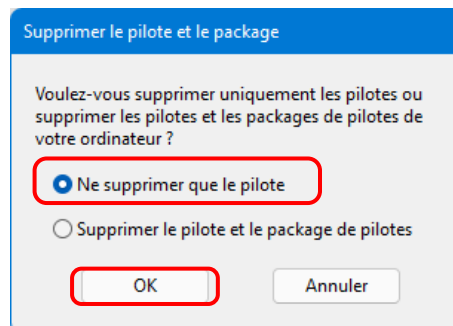 Supprimer le pilote et le package
Voulez-vous supprimer uniquement les pilotes ou
supprimer les pilotes et les packages de pilotes de
votre ordinateur ?
Ne supprimer que le pilote
Supprimer le pilote et le package de pilotes
OK
Annuler